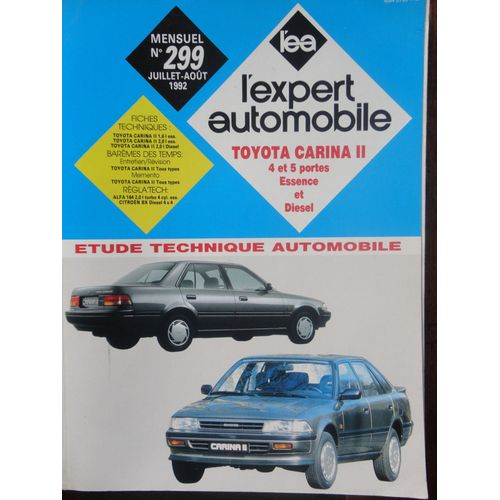 MENSUEL
N° 299
JUILLET-AOÛT
1992
l'ea
l'expert
automobile
FICHES
TECHNIQUES :
TOYOTA CARINA II 1,6 l ess.
TOYOTA CARINA II 2,0 l ess.
TOYOTA CARINA II 2,0 l Diesel
BARÈMES DES TEMPS:
Entretien/Révision
TOYOTA CARINA II Tous types
Memento
TOYOTA CARINA II Tous types
RÉGLA'TECH:
ALFA 164 2.0 l turbo 4 cyl. ess.
CITROËN BX Diesel 4 x 4
TOYOTA CARINA II
4 et 5 portes
Essence
et
Diesel
ETUDE TECHNIQUE AUTOMOBILE
CARINA II